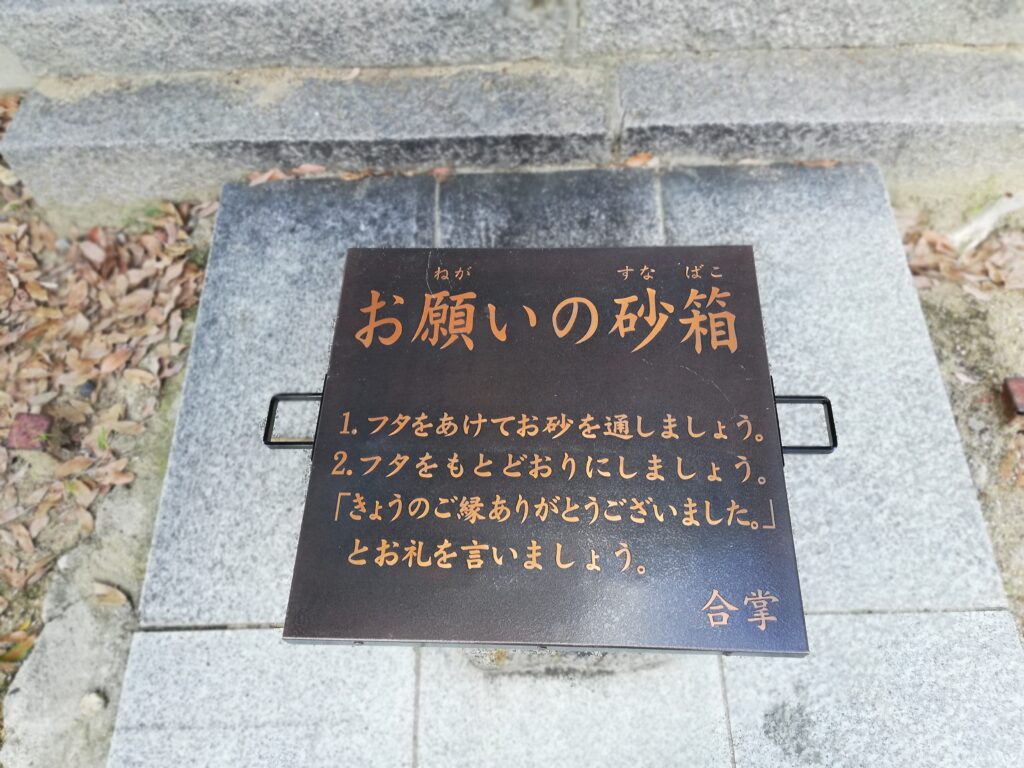 ねが すな ばこ
お願いの砂箱
1. フタをあけてお砂を通しましょう。
2. フタをもとどおりにしましょう。
「きょうのご縁ありがとうございました。」
とお礼を言いましょう。
合掌